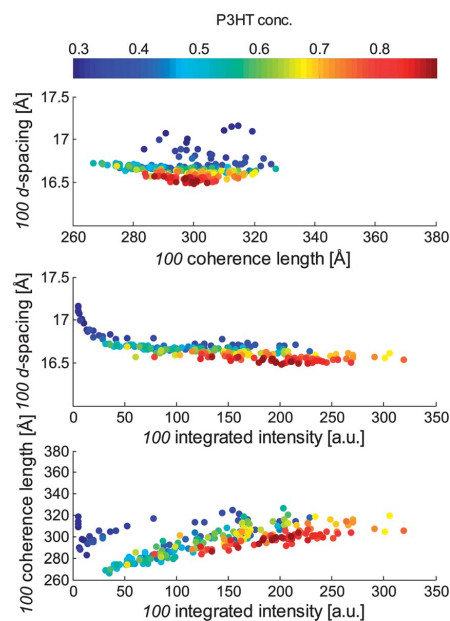 P3HT conc.
0.3 0.4 0.5 0.6 0.7 0.8
17.5
17
16.5
100 d-spacing [Å]
260 280 300 320 340 360 380
100 coherence length [Å]
17.5
17
16.5
100 d-spacing [Å]
0 50 100 150 200 250 300 350
100 integrated intensity [a.u.]
380
360
340
320
300
280
260
100 coherence length [Å]
0 50 100 150 200 250 300 350
100 integrated intensity [a.u.]